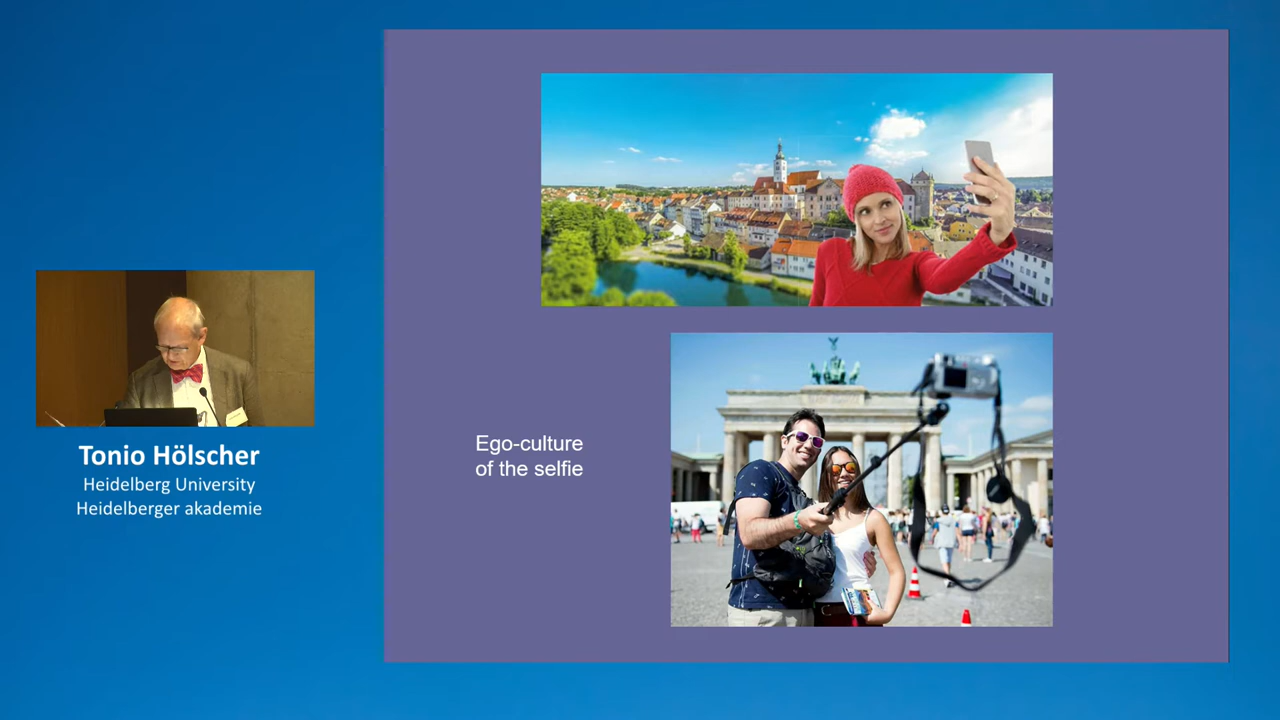 Tonio Hölscher
Heidelberg University
Heidelberger akademie
Ego-culture
of the selfie